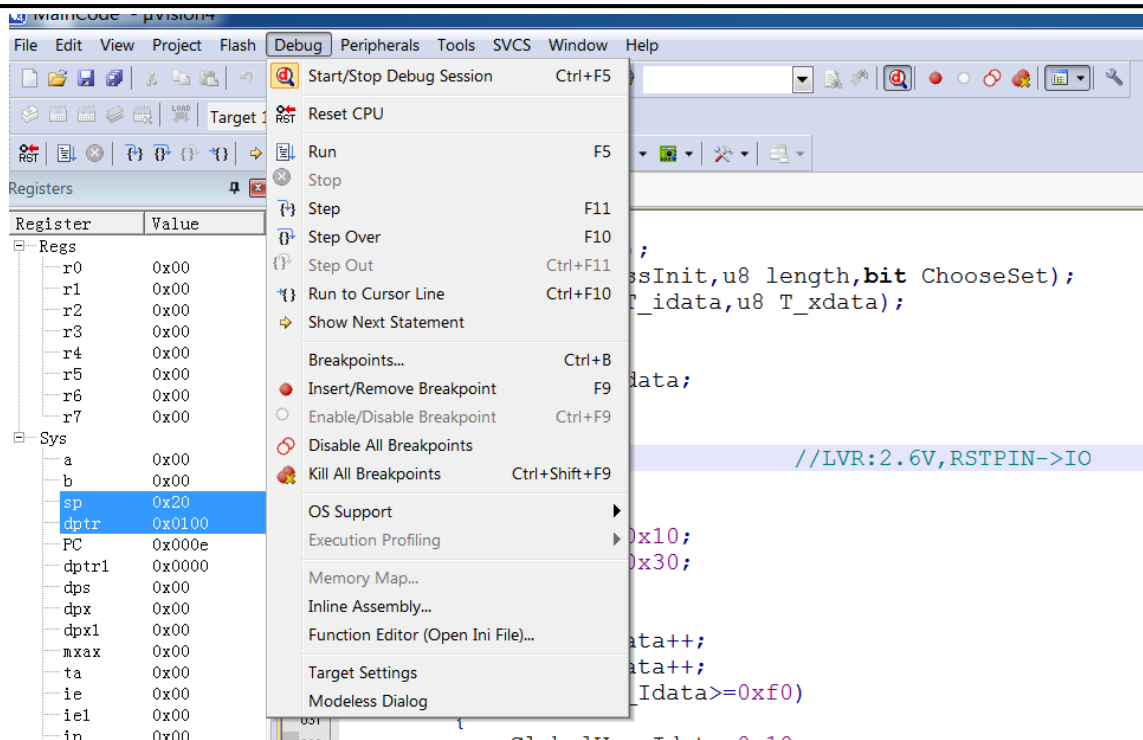 MainCode - µVision4
File Edit View Project Flash Debug Peripherals Tools SVCS Window Help
Start/Stop Debug Session Ctrl+F5
LOAD Target 1
RST Reset CPU
RST
Run F5
Stop
Registers
Step F11
Register Value
Step Over F10
Regs
);
r0 0x00
Step Out Ctrl+F11
ssInit,u8 length,bit ChooseSet);
r1 0x00
Run to Cursor Line Ctrl+F10
T_idata,u8 T_xdata);
r2 0x00
Show Next Statement
r3 0x00
r4 0x00
Breakpoints... Ctrl+B
r5 0x00
data;
Insert/Remove Breakpoint F9
r6 0x00
r7 0x00
Enable/Disable Breakpoint Ctrl+F9
Sys
Disable All Breakpoints
a 0x00
//LVR:2.6V,RSTPIN->IO
b 0x00
Kill All Breakpoints Ctrl+Shift+F9
sp 0x20
OS Support
dptr 0x0100
PC 0x000e
Execution Profiling
0x10;
dptr1 0x0000
0x30;
dps 0x00
Memory Map...
dpx 0x00
Inline Assembly...
dpx1 0x00
Function Editor (Open Ini File)...
ata++;
mxax 0x00
ta 0x00
Target Settings
ata++;
ie 0x00
_Idata>=0xf0)
ie1 0x00
Modeless Dialog
031 {
ip 0x00